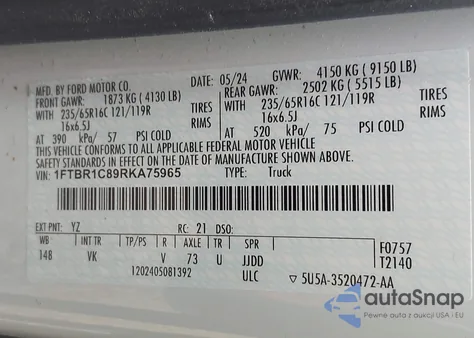 MFD. BY FORD MOTOR CO. DATE: 05/24 GVWR: 4150 KG ( 9150 LB)
FRONT GAWR: 1873 KG ( 4130 LB) REAR GAWR: 2502 KG ( 5515 LB)
WITH 235/65R16C 121/119R TIRES WITH 235/65R16C 121/119R TIRES
16x6.5J RIMS 16x6.5J RIMS
AT 390 kPa/ 57 PSI COLD AT 520 kPa/ 75 PSI COLD
THIS VEHICLE CONFORMS TO ALL APPLICABLE FEDERAL MOTOR VEHICLE
SAFETY STANDARDS IN EFFECT ON THE DATE OF MANUFACTURE SHOWN ABOVE.
VIN: 1FTBR1C89RKA75965 TYPE: Truck
EXT PNT: YZ RC: 21 DSO:
WB INT TR TP/PS R AXLE TR SPR F0757
148 VK V 73 U JJDD T2140
1202405081392 ULC 5U5A-3520472-AA
autoSnap
Pewne auta z aukcji USA i EU